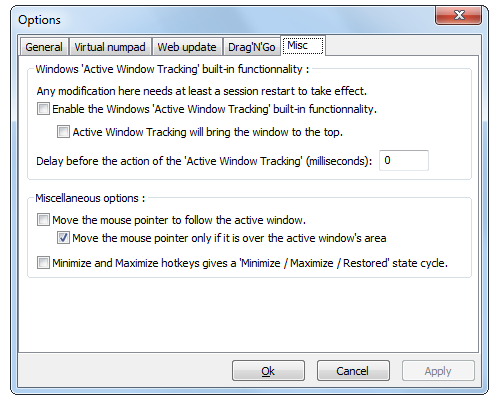 Options
General Virtual numpad Web update Drag'N'Go Misc
Windows 'Active Window Tracking' built-in functionnality :
Any modification here needs at least a session restart to take effect.
Enable the Windows 'Active Window Tracking' built-in functionnality.
Active Window Tracking will bring the window to the top.
Delay before the action of the 'Active Window Tracking' (milliseconds): 0
Miscellaneous options :
Move the mouse pointer to follow the active window.
Move the mouse pointer only if it is over the active window's area
Minimize and Maximize hotkeys gives a 'Minimize / Maximize / Restored' state cycle.
Ok Cancel Apply